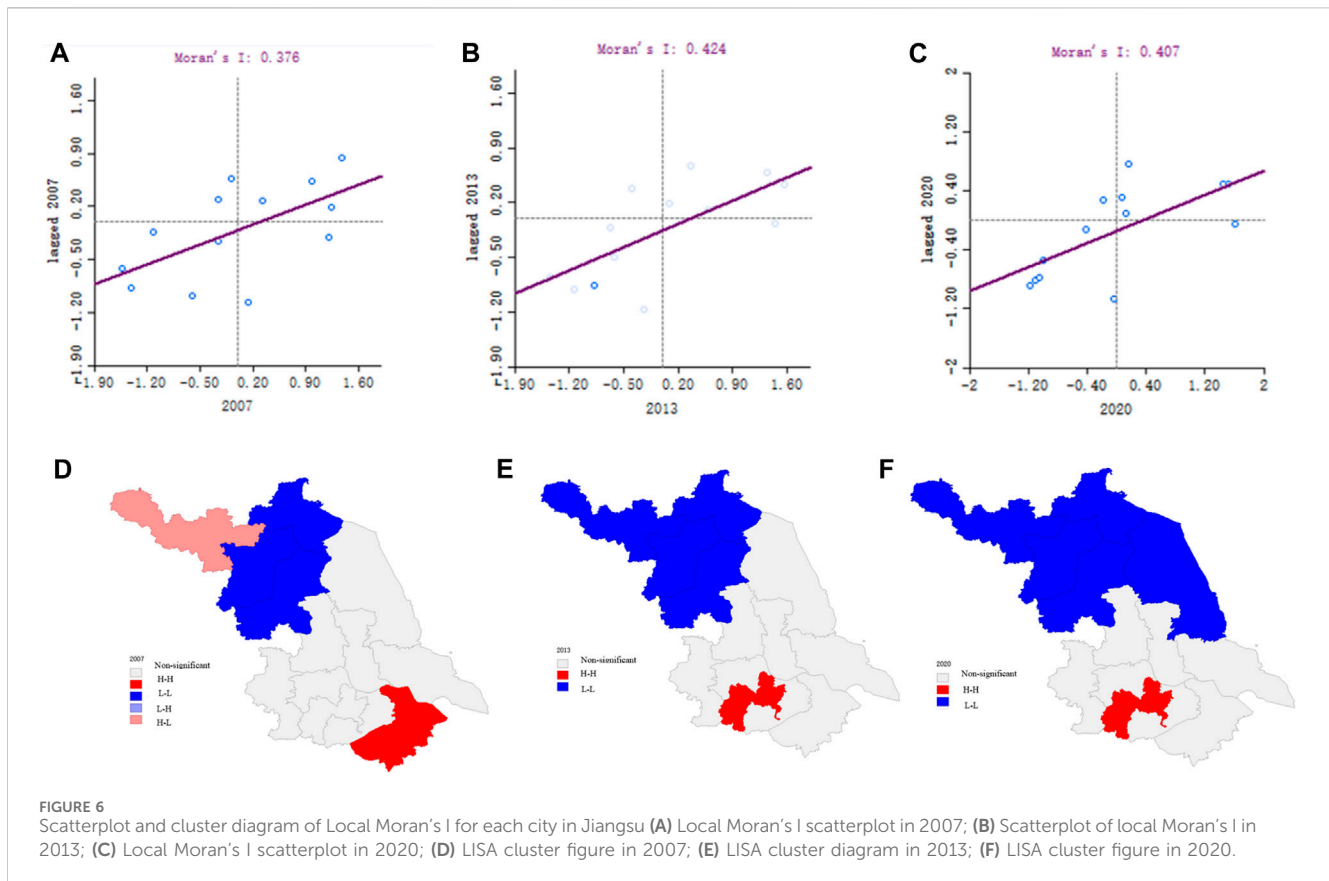 A
Moran's I: 0.376
lagged 2007
1.60
0.90
0.20
-0.50
-1.20
-1.90
-1.90 -1.20 -0.50 0.20 0.90 1.60
2007
B
Moran's I: 0.424
lagged 2013
1.60
0.90
0.20
-0.50
-1.20
-1.90
-1.90 -1.20 -0.50 0.20 0.90 1.60
2013
C
Moran's I: 0.407
lagged 2020
2
1.20
0.40
-0.40
-1.20
-2
-2 -1.20 -0.40 0.40 1.20 2
2020
D
2007
Non-significant
H-H
L-L
L-H
H-L
E
2013
Non-significant
H-H
L-L
F
2020
Non-significant
H-H
L-L
FIGURE 6
Scatterplot and cluster diagram of Local Moran's I for each city in Jiangsu (A) Local Moran's I scatterplot in 2007; (B) Scatterplot of local Moran's I in
2013; (C) Local Moran's I scatterplot in 2020; (D) LISA cluster figure in 2007; (E) LISA cluster diagram in 2013; (F) LISA cluster figure in 2020.